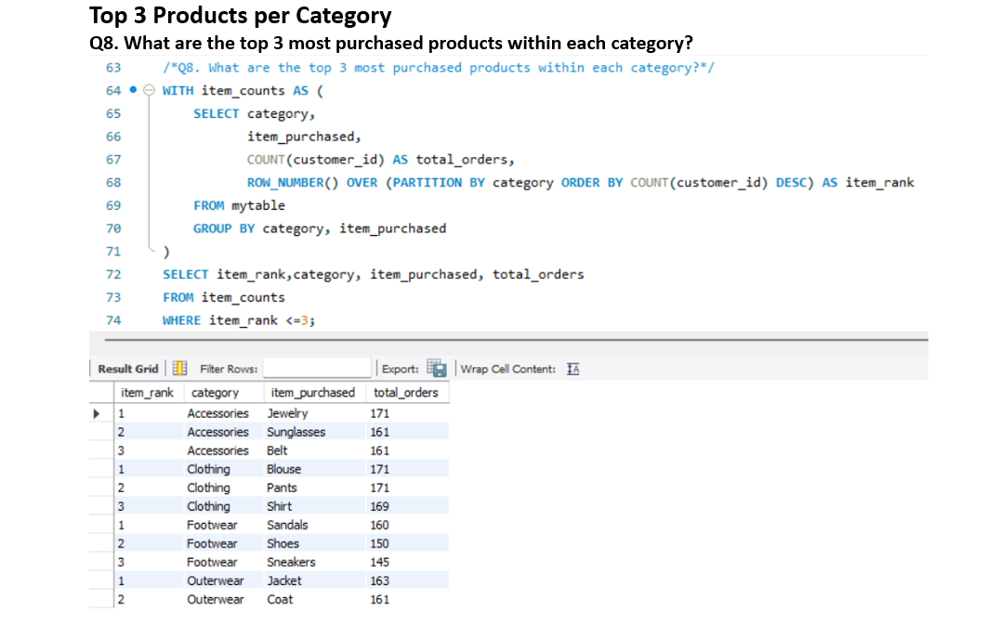 Top 3 Products per Category
Q8. What are the top 3 most purchased products within each category?
63 /*Q8. What are the top 3 most purchased products within each category?*/
64 WITH item_counts AS (
65 SELECT category,
66 item_purchased,
67 COUNT(customer_id) AS total_orders,
68 ROW_NUMBER() OVER (PARTITION BY category ORDER BY COUNT(customer_id) DESC) AS item_rank
69 FROM mytable
70 GROUP BY category, item_purchased
71 )
72 SELECT item_rank,category, item_purchased, total_orders
73 FROM item_counts
74 WHERE item_rank <=3;
Result Grid Filter Rows: Export: Wrap Cell Content: IA
item_rank category item_purchased total_orders
1 Accessories Jewelry 171
2 Accessories Sunglasses 161
3 Accessories Belt 161
1 Clothing Blouse 171
2 Clothing Pants 171
3 Clothing Shirt 169
1 Footwear Sandals 160
2 Footwear Shoes 150
3 Footwear Sneakers 145
1 Outerwear Jacket 163
2 Outerwear Coat 161